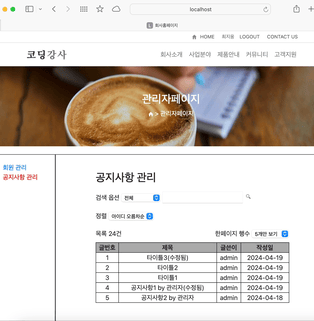 localhost
회사홈페이지
HOME 최지웅 LOGOUT CONTACT US
코딩강사
회사소개 사업분야 제품안내 커뮤니티 고객지원
관리자페이지
> 관리자페이지
회원 관리
공지사항 관리
공지사항 관리
검색 옵션 전체
정렬 아이디 오름차순
목록 24건
한페이지 행수 5개만 보기
글번호 제목 글쓴이 작성일
1 타이틀3(수정됨) admin 2024-04-19
2 타이틀2 admin 2024-04-19
3 타이틀1 admin 2024-04-19
4 공지사항1 by 관리자(수정됨) admin 2024-04-19
5 공지사항2 by 관리자 admin 2024-04-18